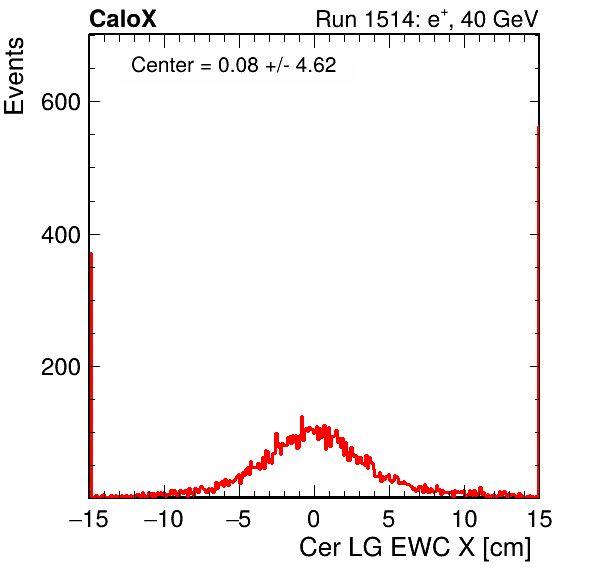 CaloX
Run 1514: e+, 40 GeV
Events
Center = 0.08 +/- 4.62
600
400
200
−15
−10
−5
0
5
10
15
Cer LG EWC X [cm]